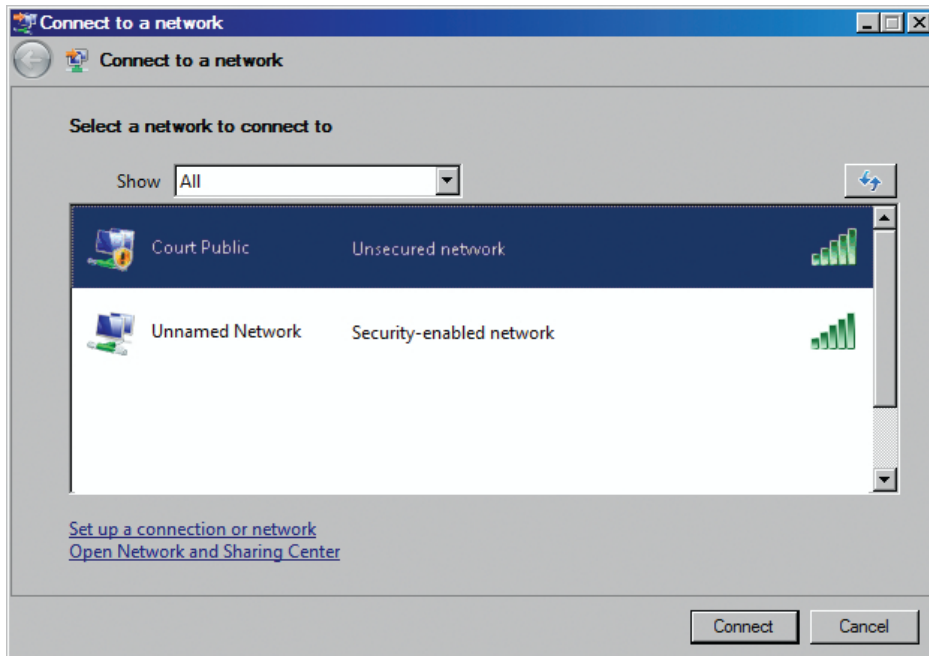 Connect to a network
Connect to a network
Select a network to connect to
Show All
Court Public Unsecured network
Unnamed Network Security-enabled network
Set up a connection or network
Open Network and Sharing Center
Connect Cancel